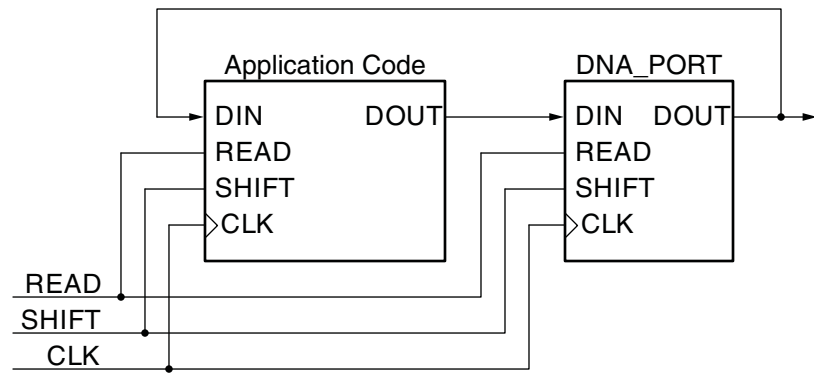 Application Code DNA_PORT
DIN DOUT DIN DOUT
READ READ
SHIFT SHIFT
CLK CLK
READ
SHIFT
CLK